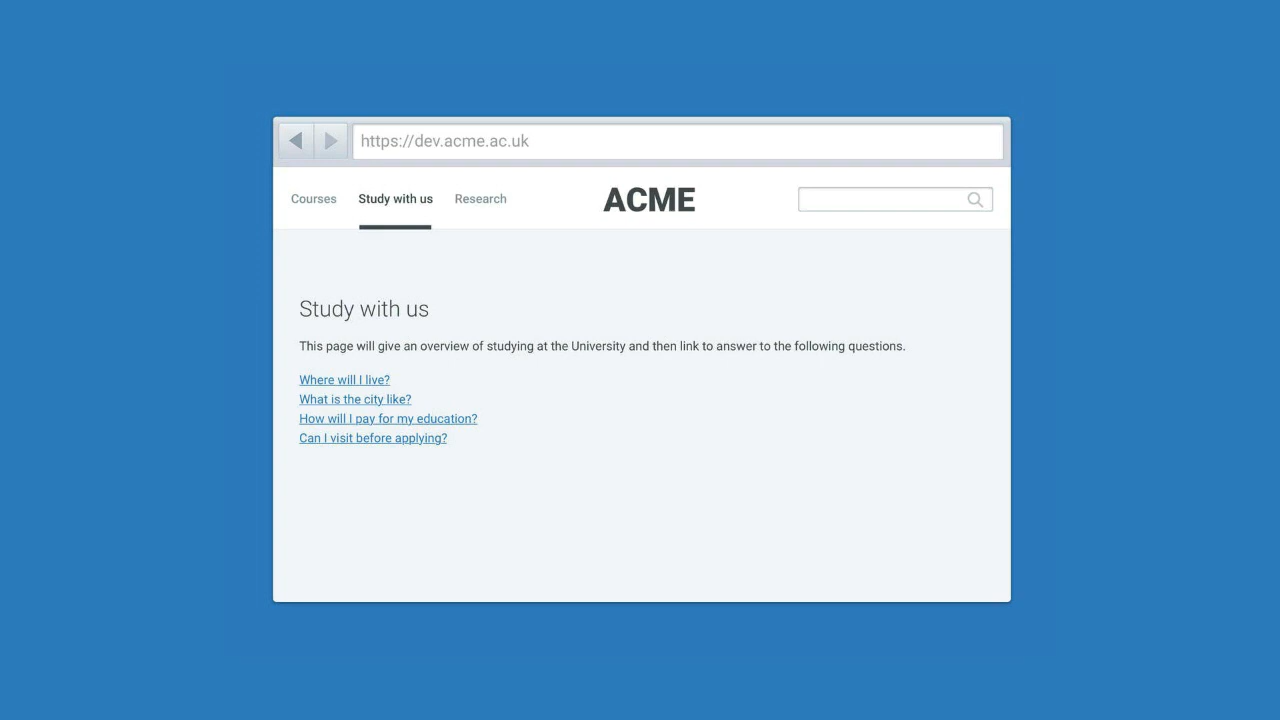 https://dev.acme.ac.uk
Courses Study with us Research ACME
Study with us
This page will give an overview of studying at the University and then link to answer to the following questions.
Where will I live?
What is the city like?
How will I pay for my education?
Can I visit before applying?